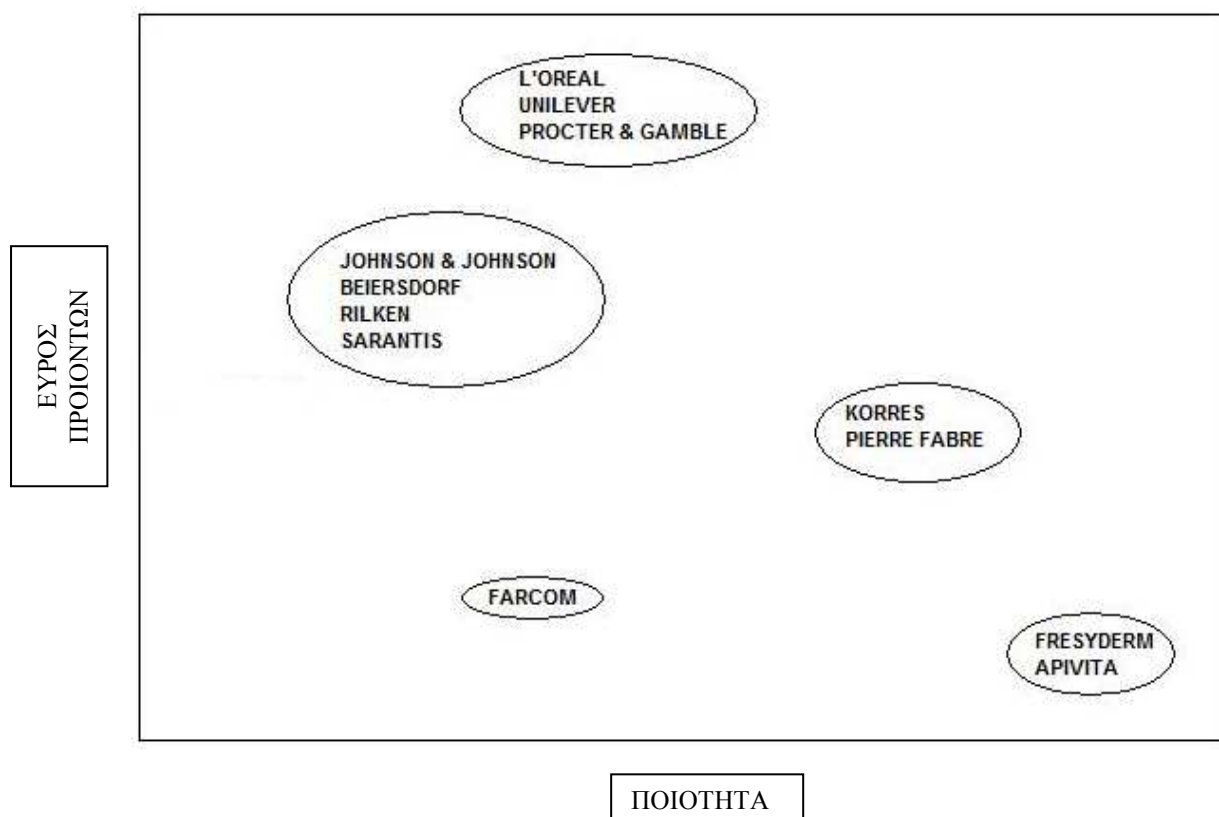 L'OREAL
UNILEVER
PROCTER & GAMBLE
JOHNSON & JOHNSON
BEIERSDORF
RILKEN
SARANTIS
ΕΥΡΟΣ
ΠΡΟΙΟΝΤΩΝ
KORRES
PIERRE FABRE
FARCOM
FRESYDERM
APIVITA
ΠΟΙΟΤΗΤΑ